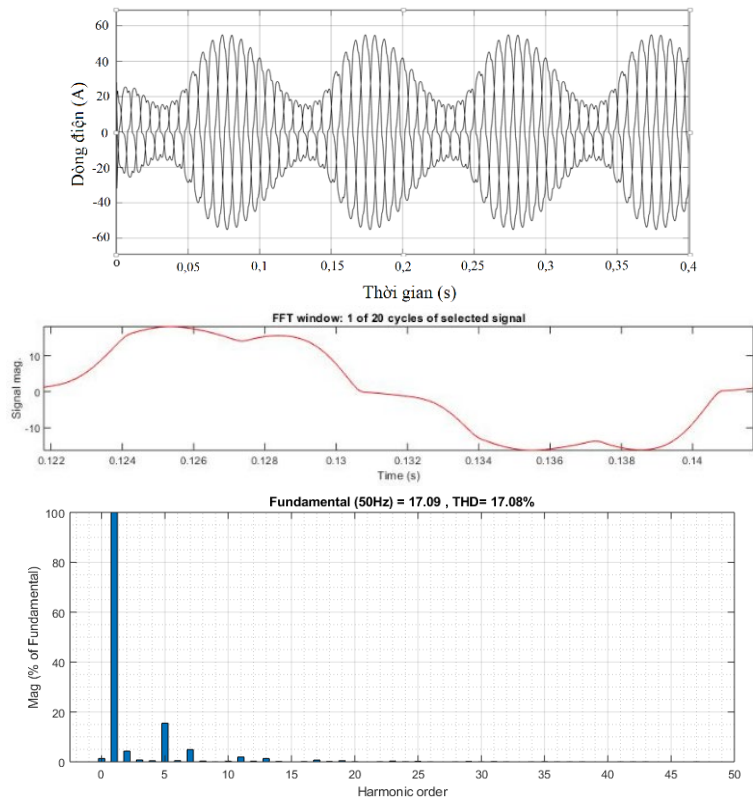 60
40
20
0
-20
-40
-60
Dòng điện (A)
0 0,05 0,1 0,15 0,2 0,25 0,3 0,35 0,4
Thời gian (s)
FFT window: 1 of 20 cycles of selected signal
10
0
-10
Signal mag.
0.122 0.124 0.126 0.128 0.13 0.132 0.134 0.136 0.138 0.14
Time (s)
Fundamental (50Hz) = 17.09 , THD= 17.08%
100
80
60
40
20
0
Mag (% of Fundamental)
0 5 10 15 20 25 30 35 40 45 50
Harmonic order